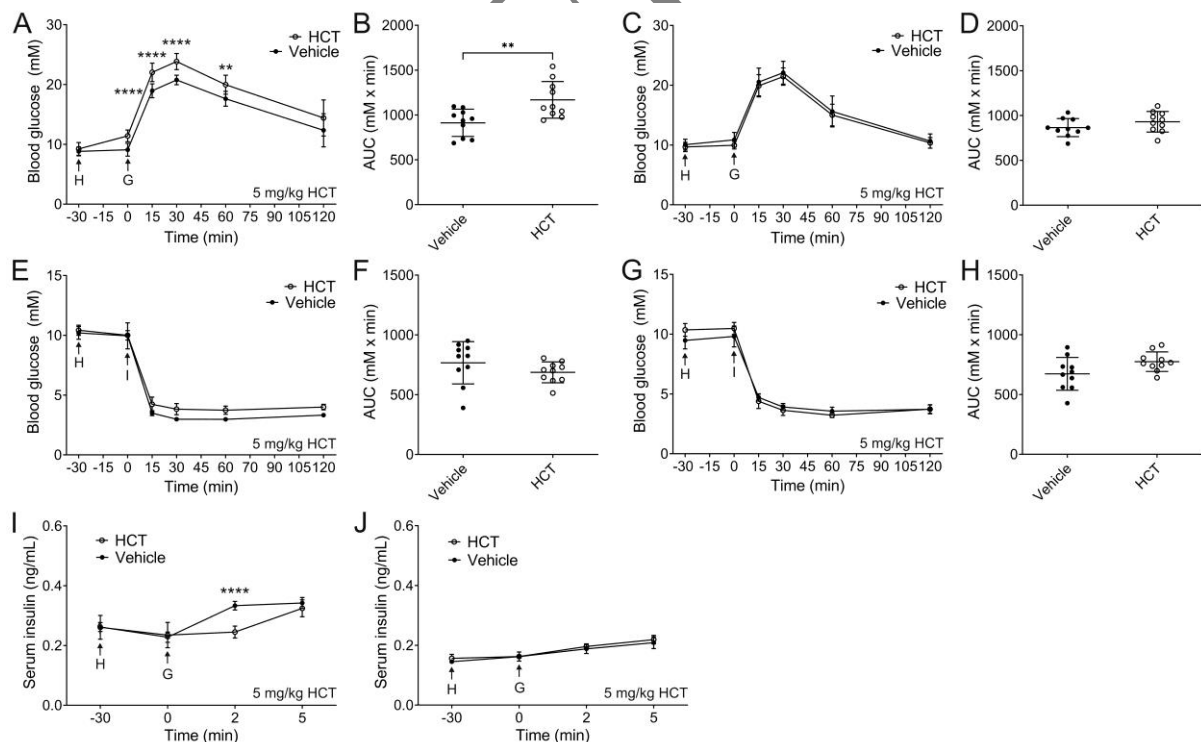 A
Blood glucose (mM)
30
20
10
0
****
****
****
**
HCT
Vehicle
H
G
5 mg/kg HCT
-30 -15 0 15 30 45 60 75 90 105 120
Time (min)
B
AUC (mM x min)
2000
1500
1000
500
0
**
Vehicle
HCT
C
Blood glucose (mM)
30
20
10
0
HCT
Vehicle
H
G
5 mg/kg HCT
-30 -15 0 15 30 45 60 75 90 105 120
Time (min)
D
AUC (mM x min)
2000
1500
1000
500
0
Vehicle
HCT
E
Blood glucose (mM)
15
10
5
0
HCT
Vehicle
H
I
5 mg/kg HCT
-30 -15 0 15 30 45 60 75 90 105 120
Time (min)
F
AUC (mM x min)
1500
1000
500
0
Vehicle
HCT
G
Blood glucose (mM)
15
10
5
0
HCT
Vehicle
H
I
5 mg/kg HCT
-30 -15 0 15 30 45 60 75 90 105 120
Time (min)
H
AUC (mM x min)
1500
1000
500
0
Vehicle
HCT
I
Serum insulin (ng/mL)
0.6
0.4
0.2
0.0
HCT
Vehicle
****
H
G
5 mg/kg HCT
-30 0 2 5
Time (min)
J
Serum insulin (ng/mL)
0.6
0.4
0.2
0.0
HCT
Vehicle
H
G
5 mg/kg HCT
-30 0 2 5
Time (min)